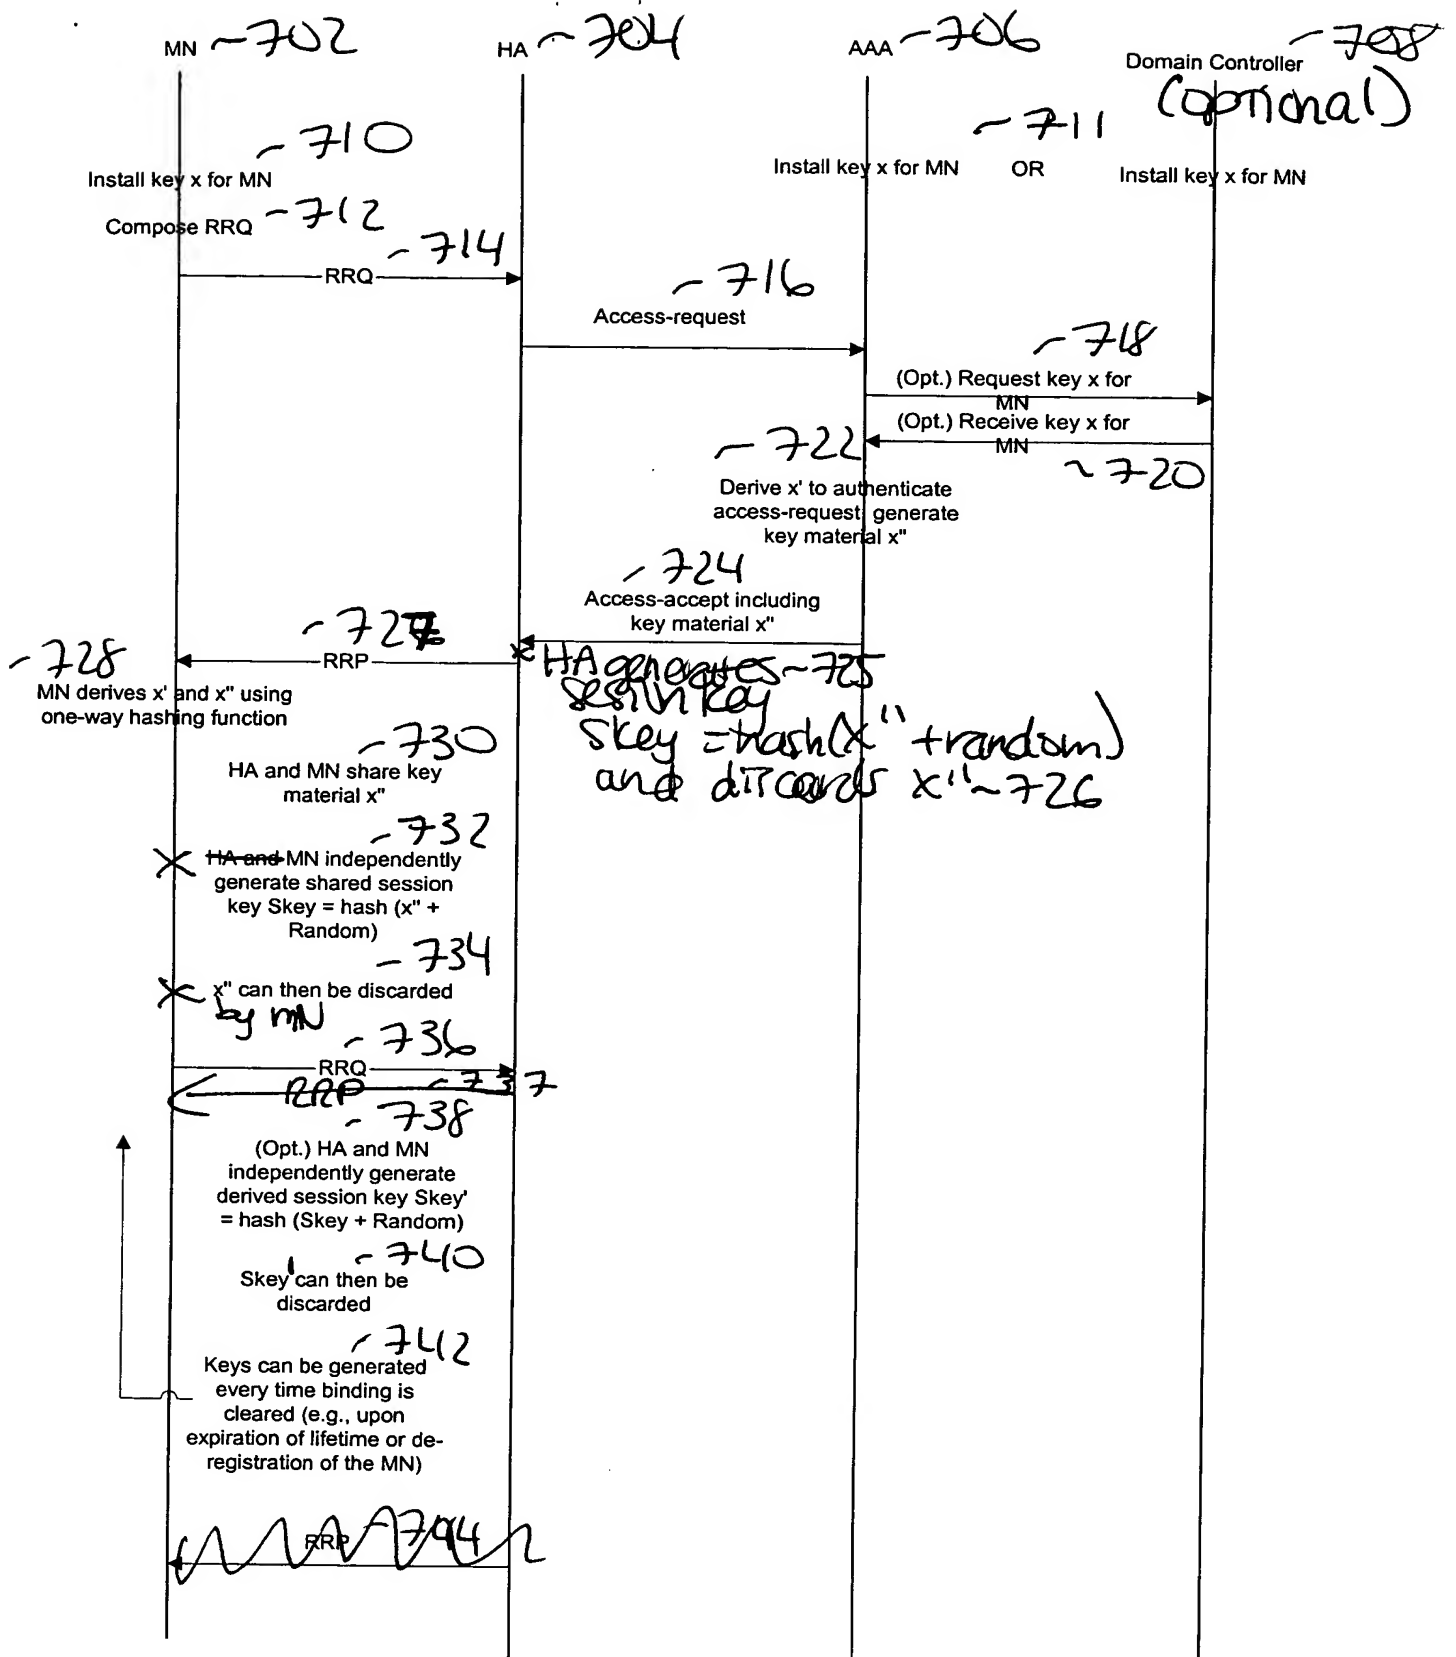 MN ~702
HA ~704
AAA ~706
~708
Domain Controller
(optional)
~710
~711
Install key x for MN
Install key x for MN OR Install key x for MN
Compose RRQ ~712
~714
RRQ
~716
Access-request
~718
(Opt.) Request key x for
MN
(Opt.) Receive key x for
MN
~720
~722
Derive x' to authenticate
access-request, generate
key material x"
~724
Access-accept including
key material x"
~727
RRP
HA generates ~725
session key
Skey = hash(x" + random)
and discards x" ~726
~728
MN derives x' and x" using
one-way hashing function
~730
HA and MN share key
material x"
~732
HA and MN independently
generate shared session
key Skey = hash (x" +
Random)
~734
x" can then be discarded
by MN
~736
RRQ
RRP ~737
~738
(Opt.) HA and MN
independently generate
derived session key Skey'
= hash (Skey + Random)
~740
Skey' can then be
discarded
~742
Keys can be generated
every time binding is
cleared (e.g., upon
expiration of lifetime or de-
registration of the MN)
RRP ~744